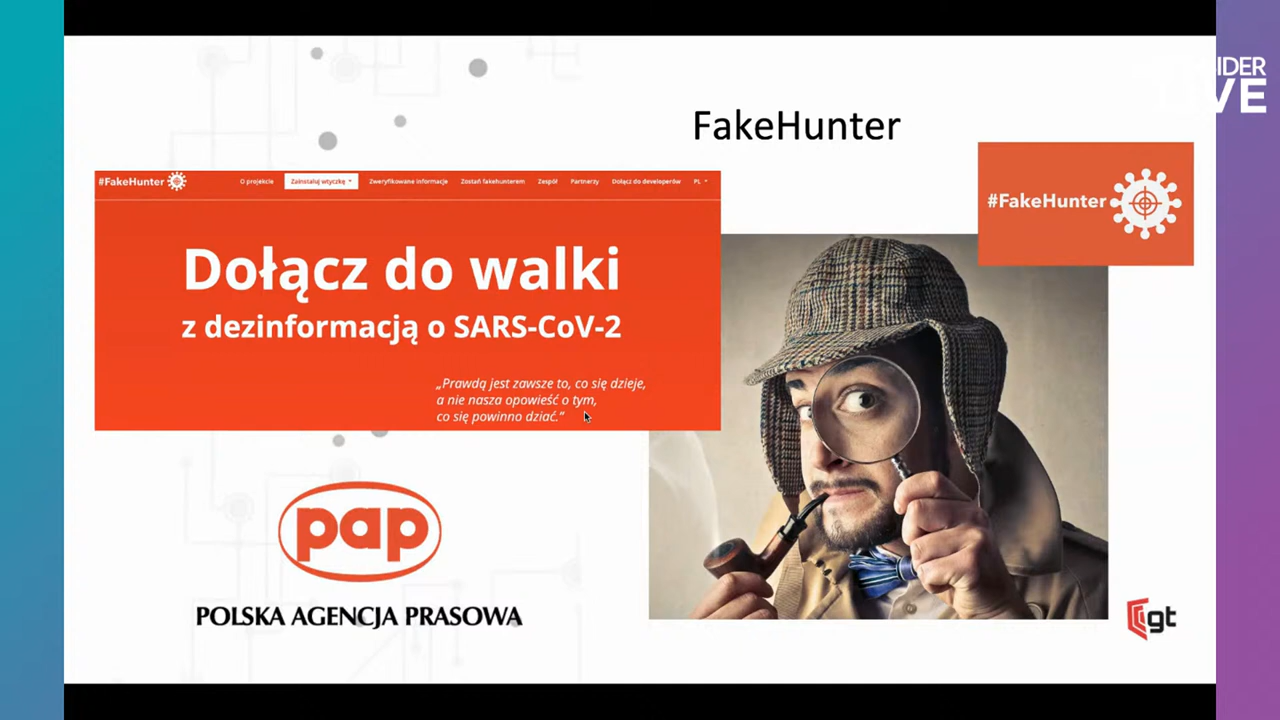 IDER
VE
FakeHunter
#FakeHunter
O projekcie
Zainstaluj wtyczkę
Zweryfikowane informacje
Zostań fakehunterem
Zespół
Partnerzy
Dołącz do developerów
PL
#FakeHunter
Dołącz do walki
z dezinformacją o SARS-CoV-2
„Prawdą jest zawsze to, co się dzieje,
a nie nasza opowieść o tym,
co się powinno dziać.”
pap
POLSKA AGENCJA PRASOWA
gt